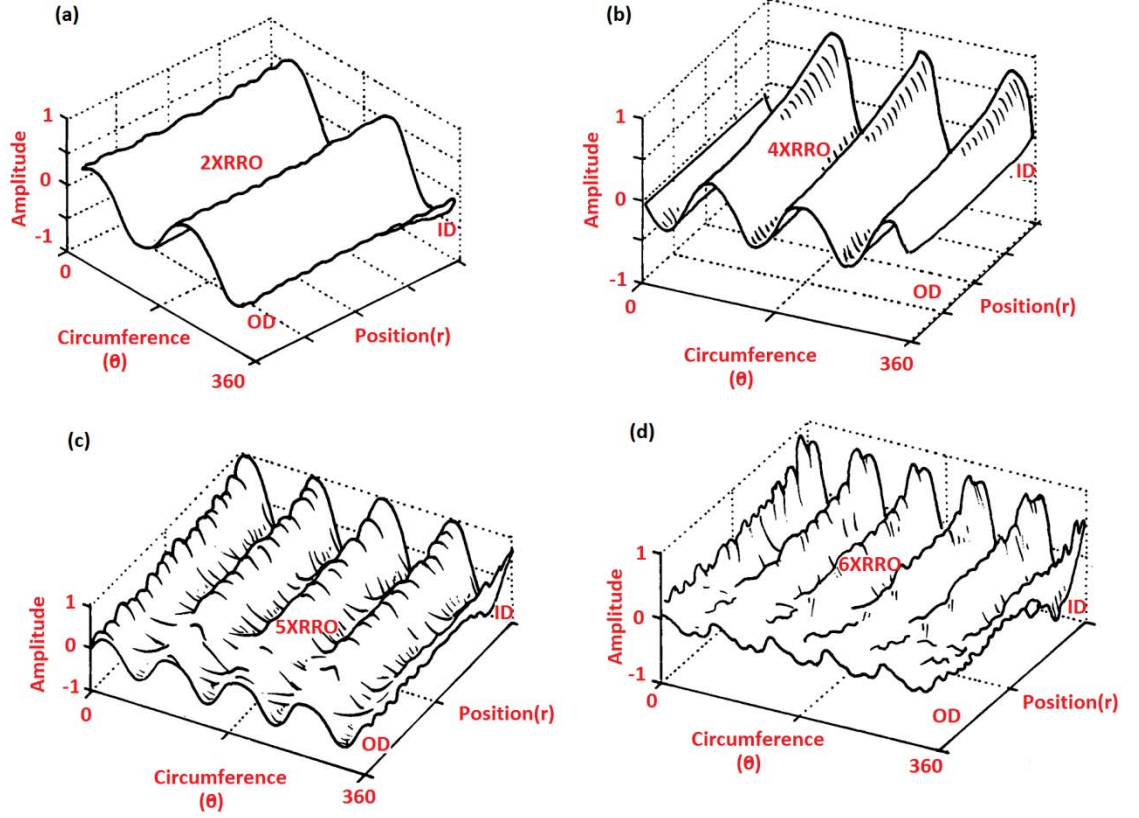 (a)
1
0
-1
Amplitude
2XRRO
ID
OD
0
Circumference
(θ)
360
Position(r)
(b)
1
0
-1
Amplitude
4XRRO
ID
OD
0
Circumference
(θ)
360
Position(r)
(c)
1
0
-1
Amplitude
5XRRO
ID
OD
0
Circumference
(θ)
360
Position(r)
(d)
1
0
-1
Amplitude
6XRRO
ID
OD
0
Circumference
(θ)
360
Position(r)